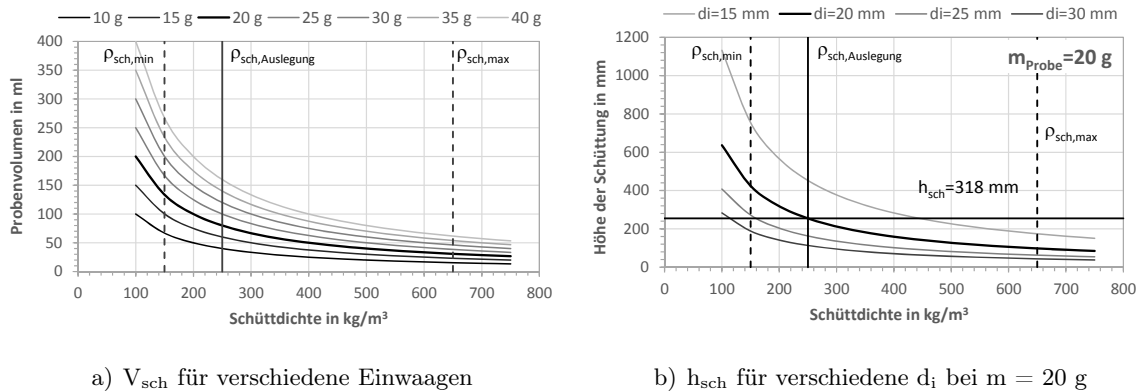 10 g 15 g 20 g 25 g 30 g 35 g 40 g
400
350
300
250
200
150
100
50
0
Probenvolumen in ml
ρsch,min
ρsch,Auslegung
ρsch,max
0 100 200 300 400 500 600 700 800
Schüttdichte in kg/m³
a) Vsch für verschiedene Einwaagen
di=15 mm di=20 mm di=25 mm di=30 mm
1200
1000
800
600
400
200
0
Höhe der Schüttung in mm
ρsch,min
ρsch,Auslegung
mProbe=20 g
ρsch,max
hsch=318 mm
0 100 200 300 400 500 600 700 800
Schüttdichte in kg/m³
b) hsch für verschiedene di bei m = 20 g